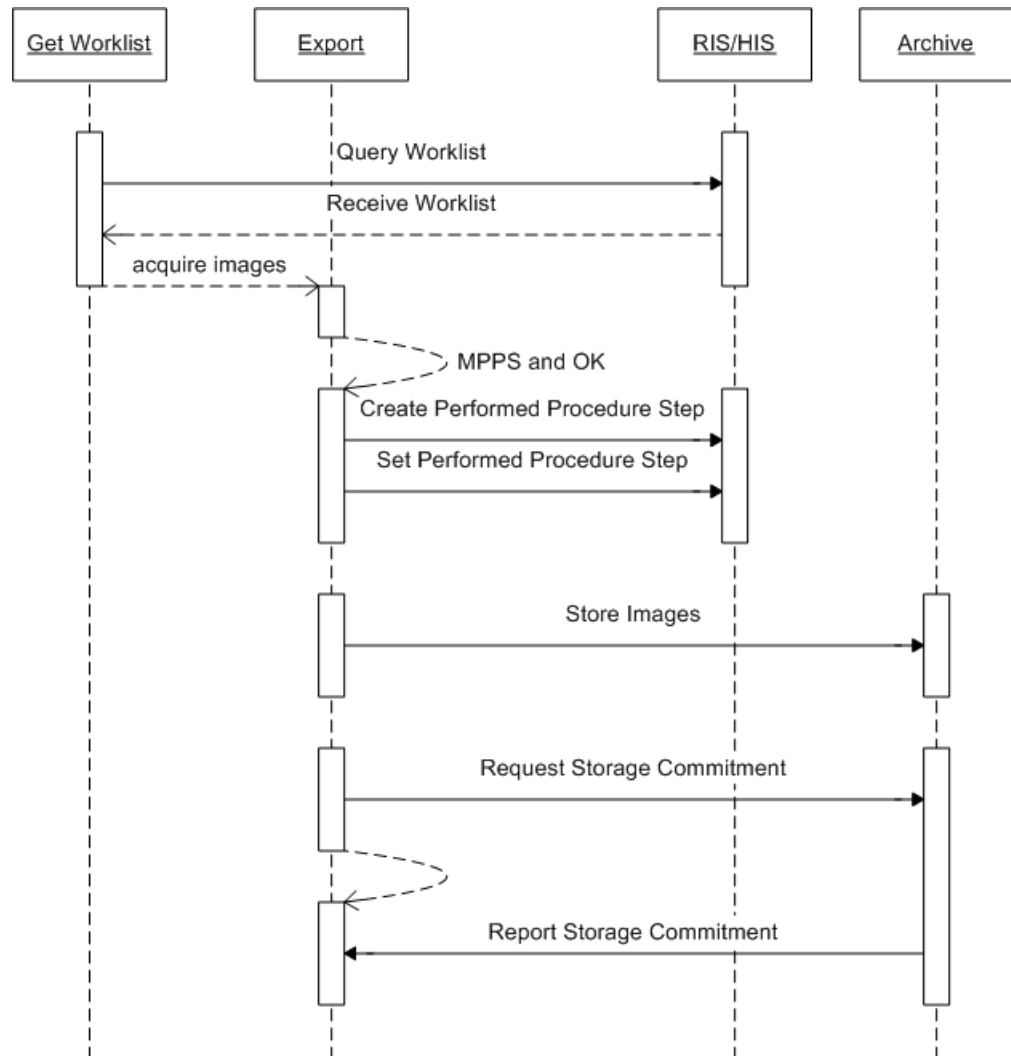 Get Worklist
Export
RIS/HIS
Archive
Query Worklist
Receive Worklist
acquire images
MPPS and OK
Create Performed Procedure Step
Set Performed Procedure Step
Store Images
Request Storage Commitment
Report Storage Commitment